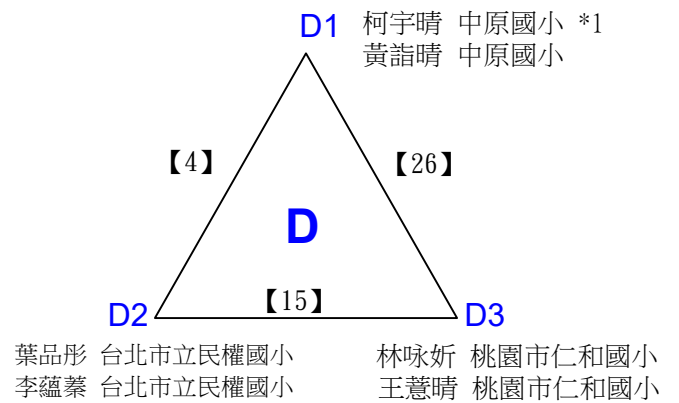 D1 柯宇晴 中原國小 *1
黃詣晴 中原國小
【4】 【26】
D
【15】
D2 D3
葉品彤 台北市立民權國小 林咏妡 桃園市仁和國小
李蘊蓁 台北市立民權國小 王薏晴 桃園市仁和國小